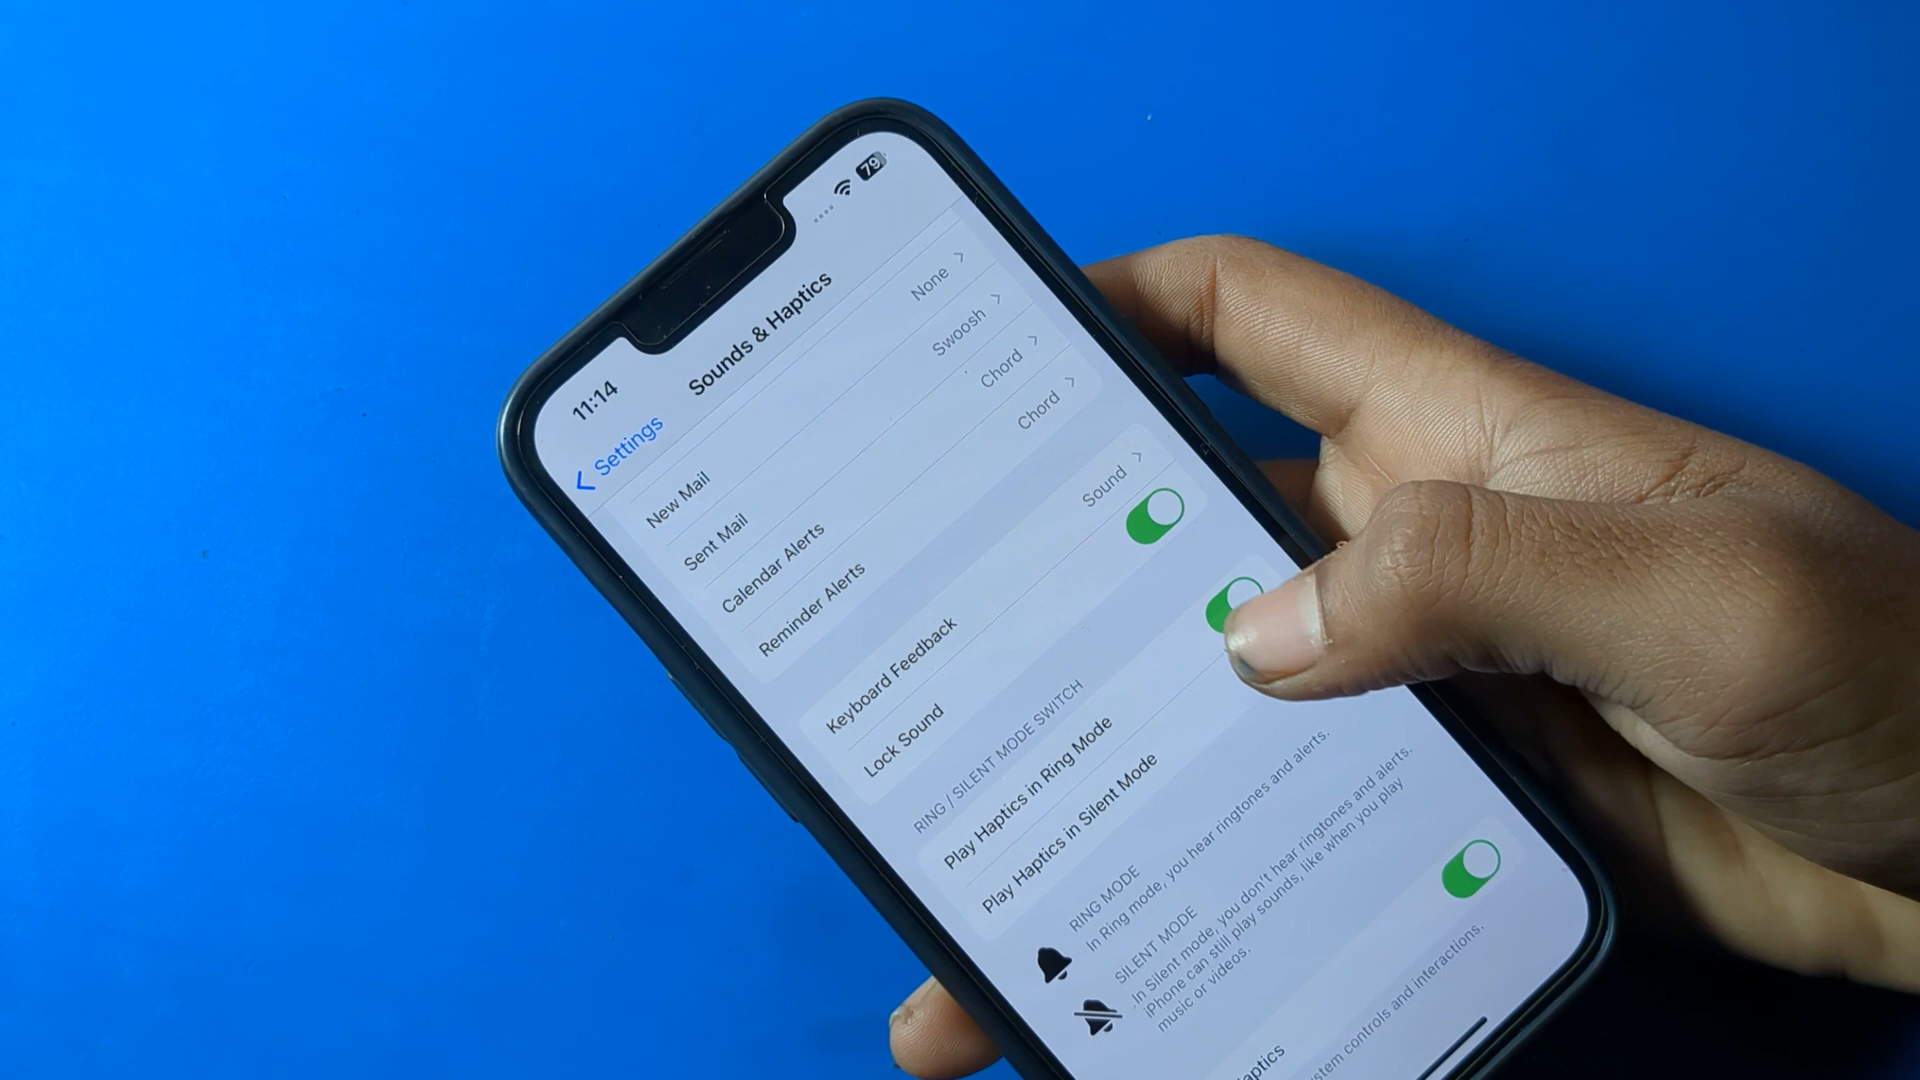 11:14
79
Settings
Sounds & Haptics
New Mail None
Sent Mail Swoosh
Calendar Alerts Chord
Reminder Alerts Chord
Keyboard Feedback Sound
Lock Sound
RING / SILENT MODE SWITCH
Play Haptics in Ring Mode
Play Haptics in Silent Mode
RING MODE
In Ring mode, you hear ringtones and alerts.
SILENT MODE
In Silent mode, you don't hear ringtones and alerts.
iPhone can still play sounds, like when you play
music or videos.
aptics
stem controls and interactions.